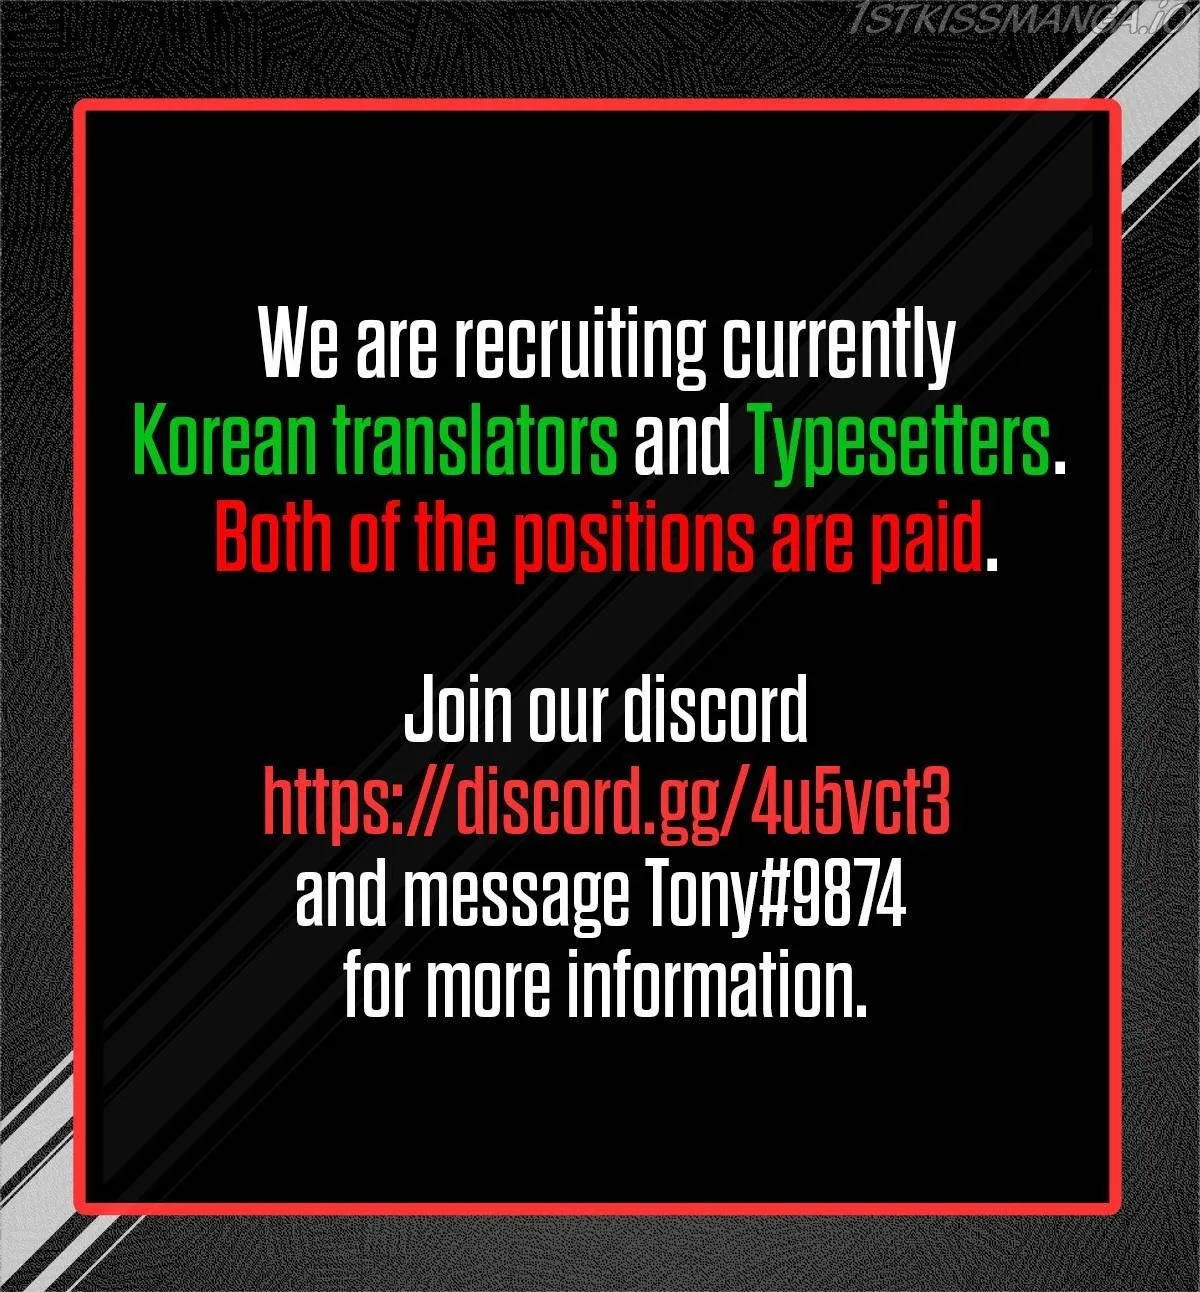 1STKISSMANGA.iO
We are recruiting currently
Korean translators and Typesetters.
Both of the positions are paid.
Join our discord
https://discord.gg/4u5vct3
and message Tony#9874
for more information.